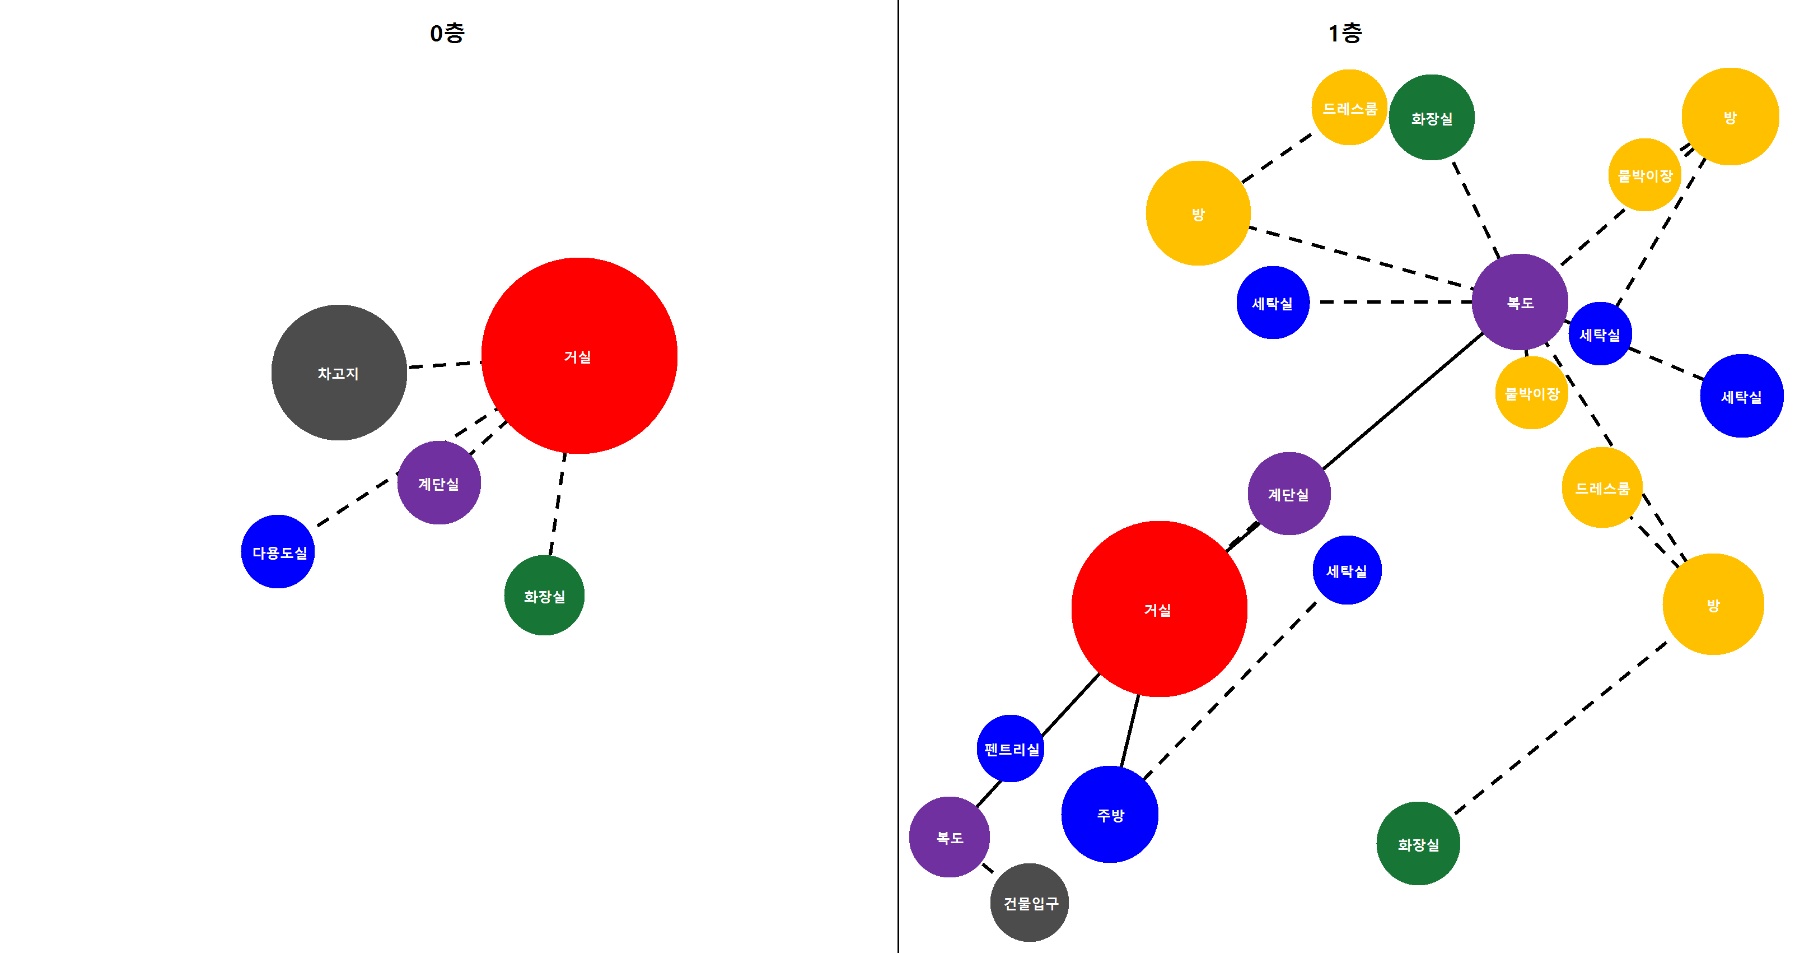 0층
거실
차고지
계단실
다용도실
화장실
1층
드레스룸
화장실
방
붙박이장
방
세탁실
복도
세탁실
붙박이장
세탁실
계단실
드레스룸
세탁실
거실
방
펜트리실
주방
복도
화장실
건물입구